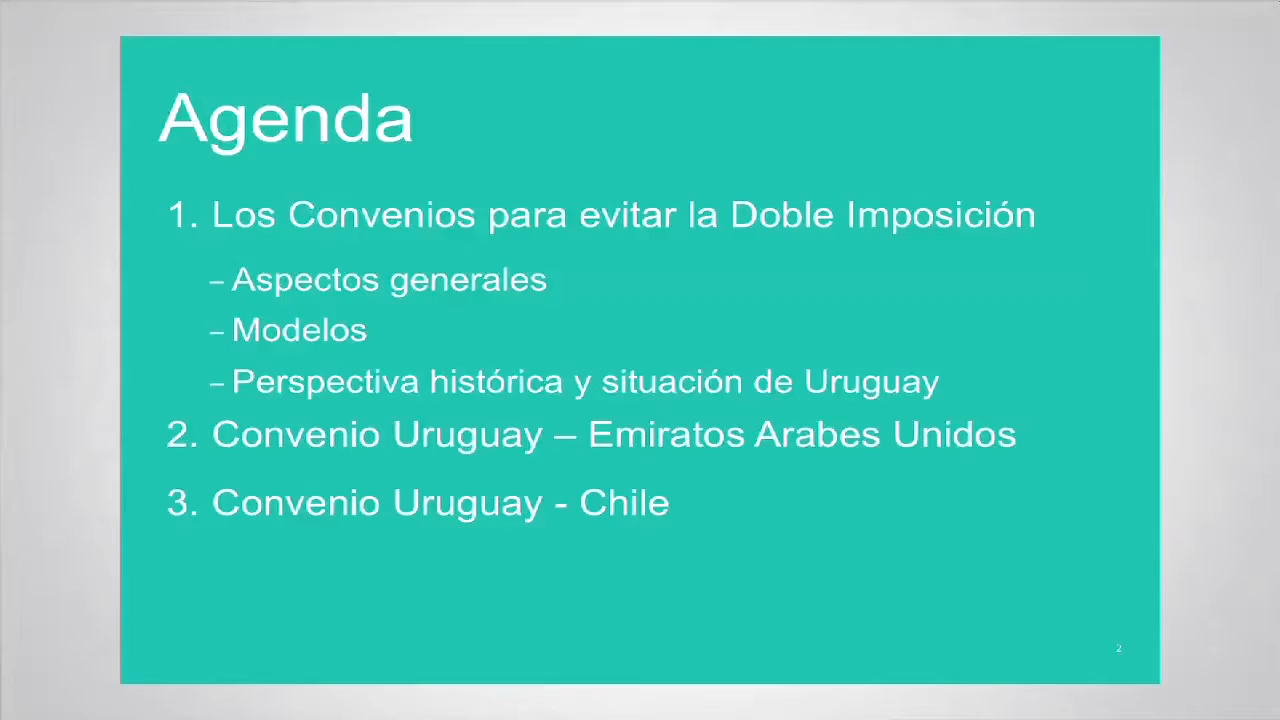 Agenda
1. Los Convenios para evitar la Doble Imposición
– Aspectos generales
– Modelos
– Perspectiva histórica y situación de Uruguay
2. Convenio Uruguay – Emiratos Arabes Unidos
3. Convenio Uruguay - Chile
2